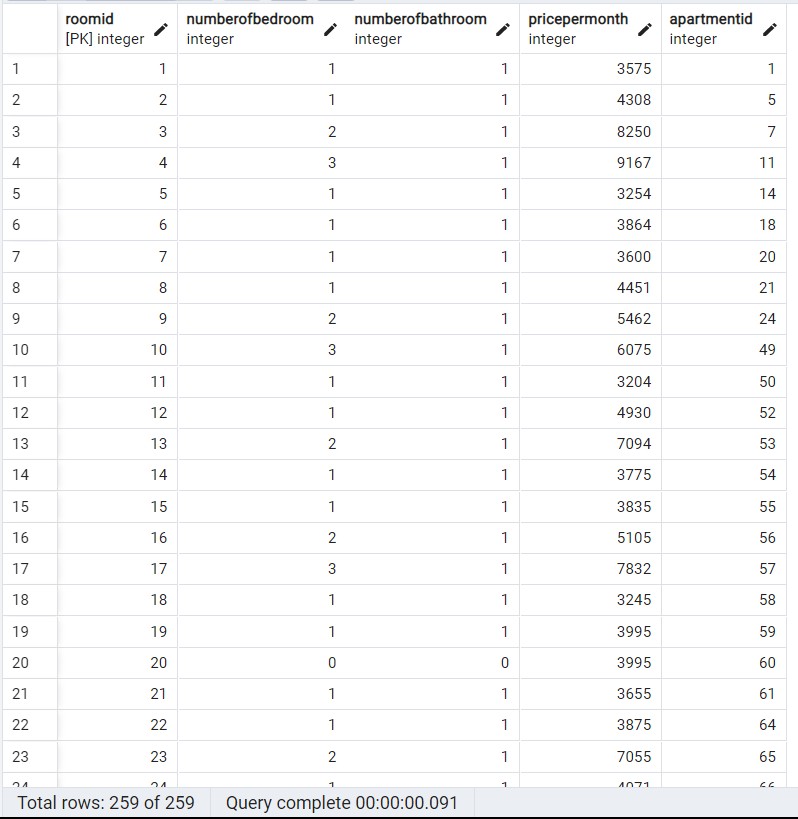 roomid numberofbedroom numberofbathroom pricepermonth apartmentid
[PK] integer integer integer integer integer
1 1 1 1 3575 1
2 2 1 1 4308 5
3 3 2 1 8250 7
4 4 3 1 9167 11
5 5 1 1 3254 14
6 6 1 1 3864 18
7 7 1 1 3600 20
8 8 1 1 4451 21
9 9 2 1 5462 24
10 10 3 1 6075 49
11 11 1 1 3204 50
12 12 1 1 4930 52
13 13 2 1 7094 53
14 14 1 1 3775 54
15 15 1 1 3835 55
16 16 2 1 5105 56
17 17 3 1 7832 57
18 18 1 1 3245 58
19 19 1 1 3995 59
20 20 0 0 3995 60
21 21 1 1 3655 61
22 22 1 1 3875 64
23 23 2 1 7055 65
24 24 1 1 4071 66
Total rows: 259 of 259 Query complete 00:00:00.091